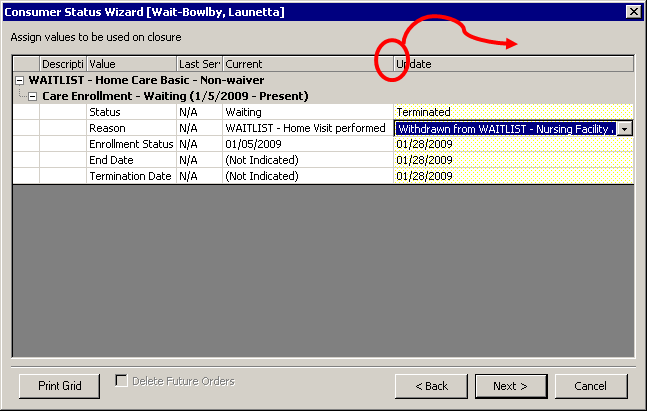 Consumer Status Wizard [Wait-Bowlby, Launetta]
Assign values to be used on closure
Descripti Value Last Ser Current Update
WAITLIST - Home Care Basic - Non-waiver
Care Enrollment - Waiting (1/5/2009 - Present)
Status N/A Waiting Terminated
Reason N/A WAITLIST - Home Visit performed Withdrawn from WAITLIST - Nursing Facility
Enrollment Status N/A 01/05/2009 01/28/2009
End Date N/A (Not Indicated) 01/28/2009
Termination Date N/A (Not Indicated) 01/28/2009
Print Grid Delete Future Orders < Back Next > Cancel